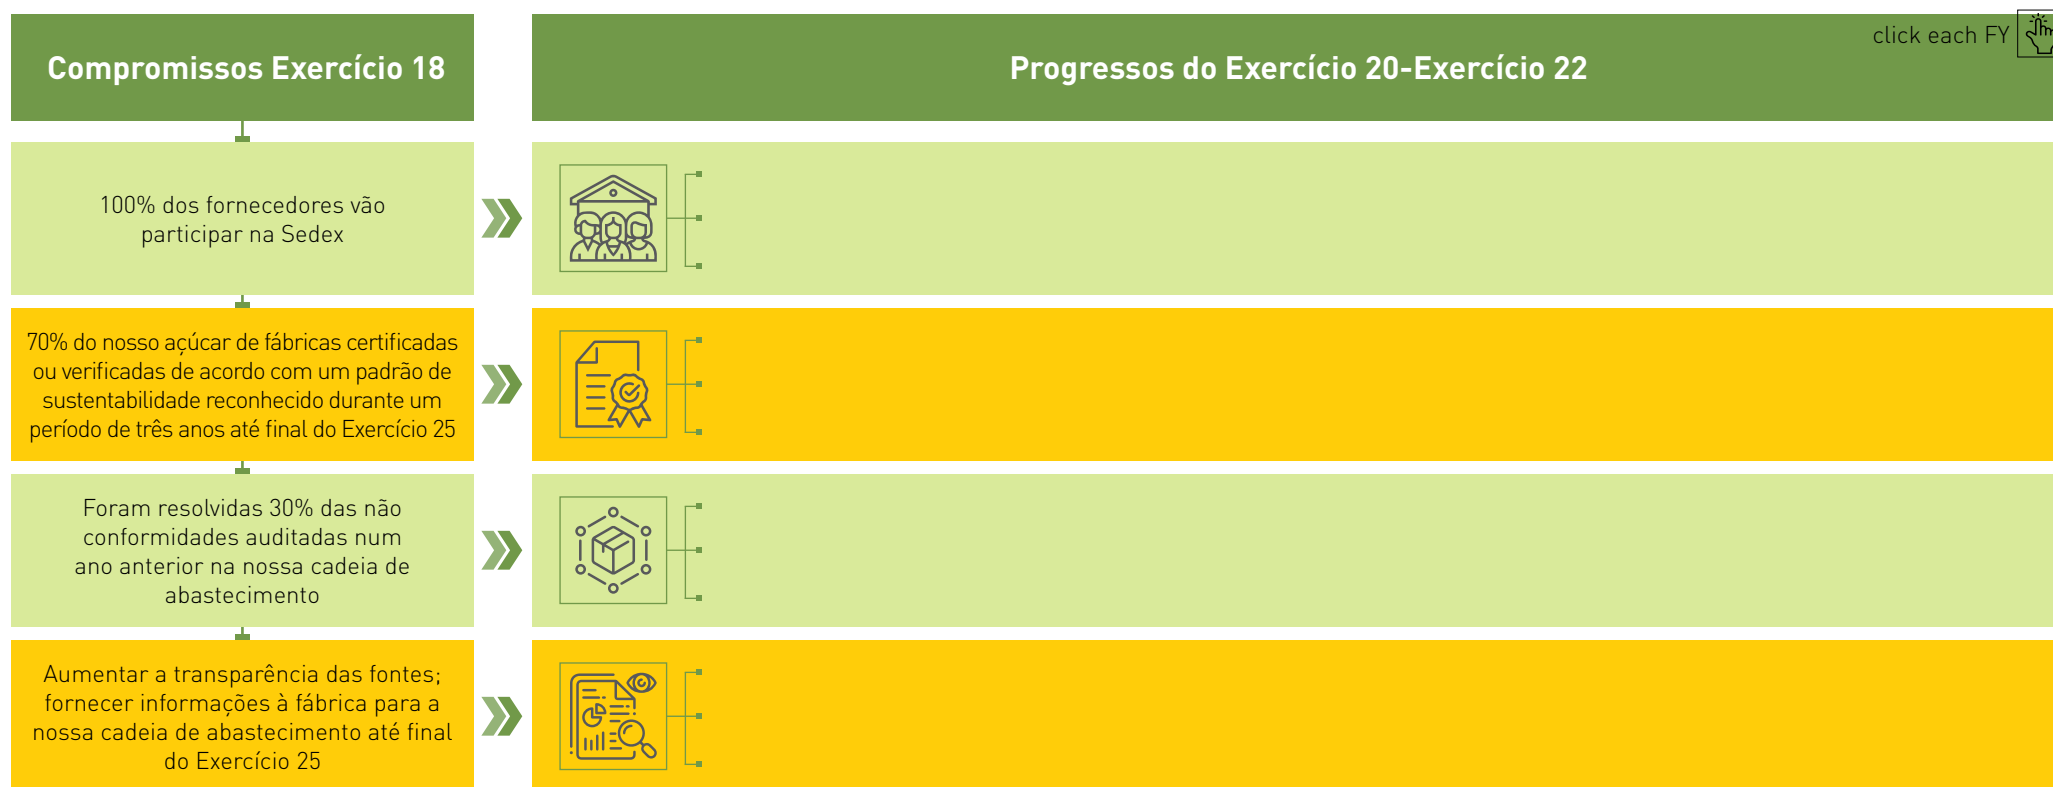 Compromissos Exercício 18
Progressos do Exercício 20-Exercício 22
click each FY
100% dos fornecedores vão
participar na Sedex
70% do nosso açúcar de fábricas certificadas
ou verificadas de acordo com um padrão de
sustentabilidade reconhecido durante um
período de três anos até final do Exercício 25
Foram resolvidas 30% das não
conformidades auditadas num
ano anterior na nossa cadeia de
abastecimento
Aumentar a transparência das fontes;
fornecer informações à fábrica para a
nossa cadeia de abastecimento até final
do Exercício 25